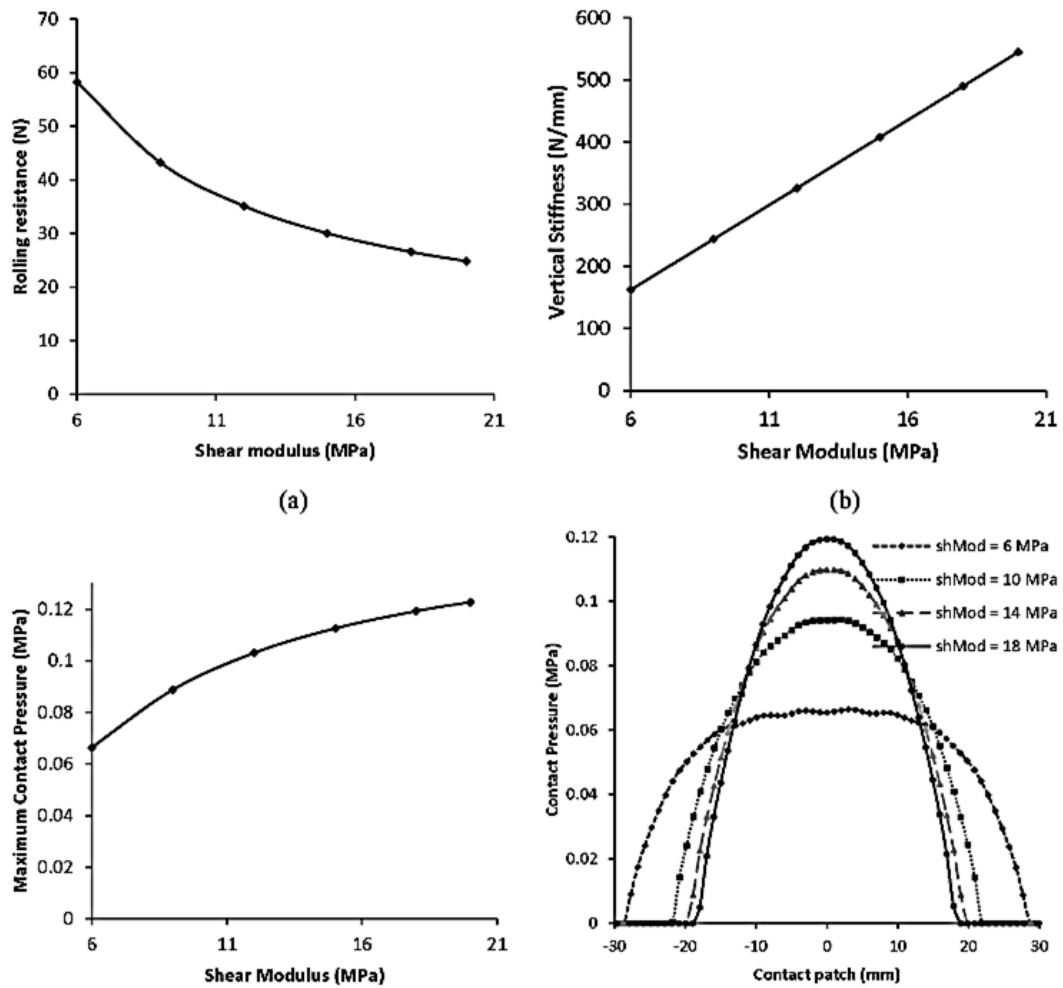 70
60
50
40
30
20
10
0
Rolling resistance (N)
6 11 16 21
Shear modulus (MPa)
(a)
600
500
400
300
200
100
0
Vertical Stiffness (N/mm)
6 11 16 21
Shear Modulus (MPa)
(b)
0.12
0.1
0.08
0.06
0.04
0.02
0
Maximum Contact Pressure (MPa)
6 11 16 21
Shear Modulus (MPa)
0.12
0.1
0.08
0.06
0.04
0.02
0
Contact Pressure (MPa)
shMod = 6 MPa
shMod = 10 MPa
shMod = 14 MPa
shMod = 18 MPa
-30 -20 -10 0 10 20 30
Contact patch (mm)